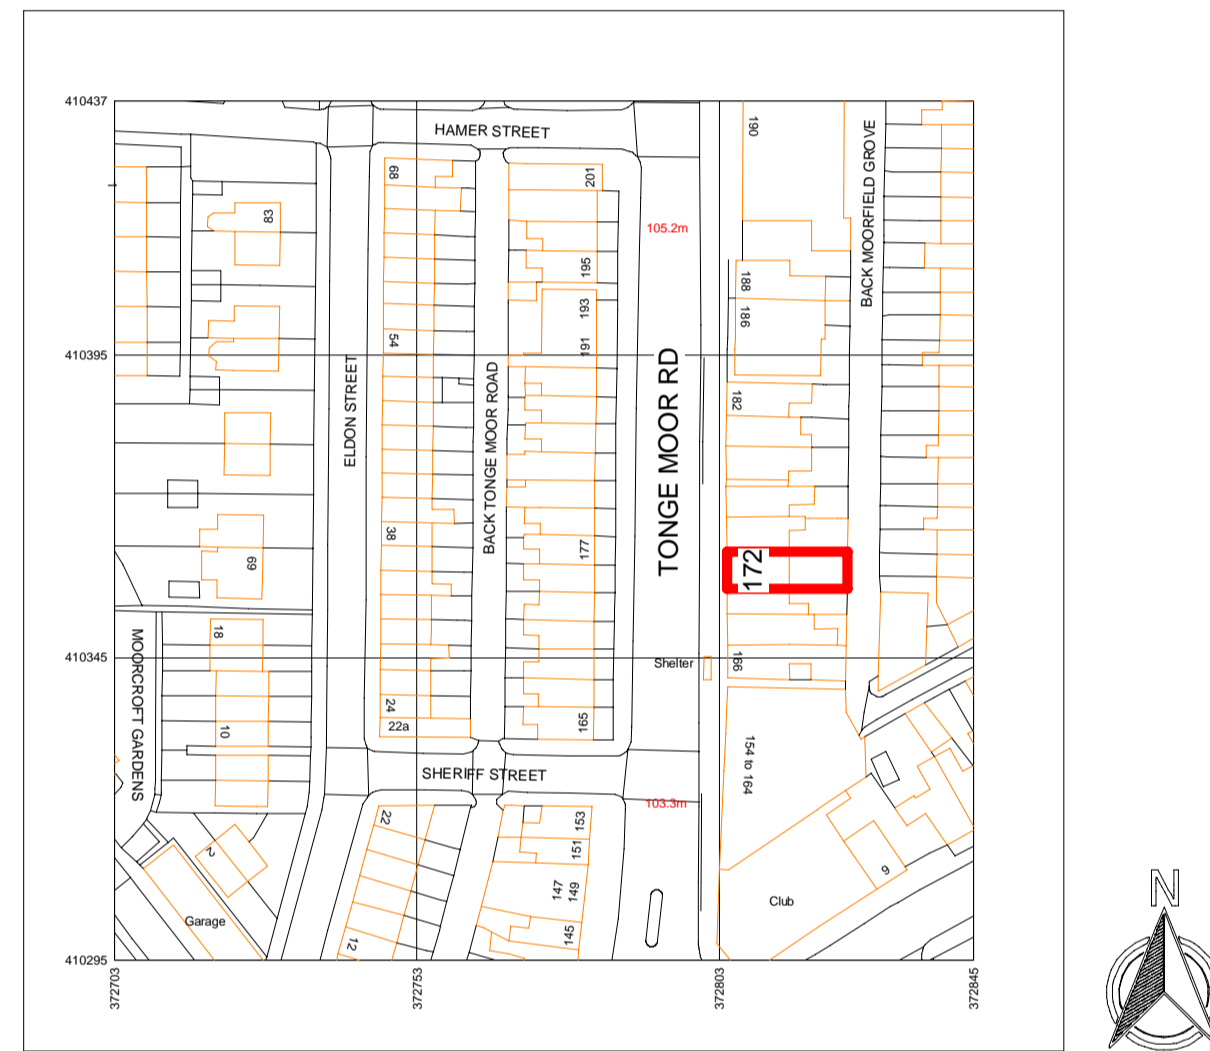 410437
HAMER STREET
190
BACK MOORFIELD GROVE
68
201
83
105.2m
195
188
193
186
54
191
410395
TONGE MOOR RD
ELDON STREET
BACK TONGE MOOR ROAD
182
38
177
172
69
18
MOORCROFT GARDENS
410345
Shelter
166
24
22a
165
10
154 to 164
SHERIFF STREET
103.3m
22
153
151
2
147
149
9
Club
Garage
12
145
410295
372703
372753
372803
372845
N